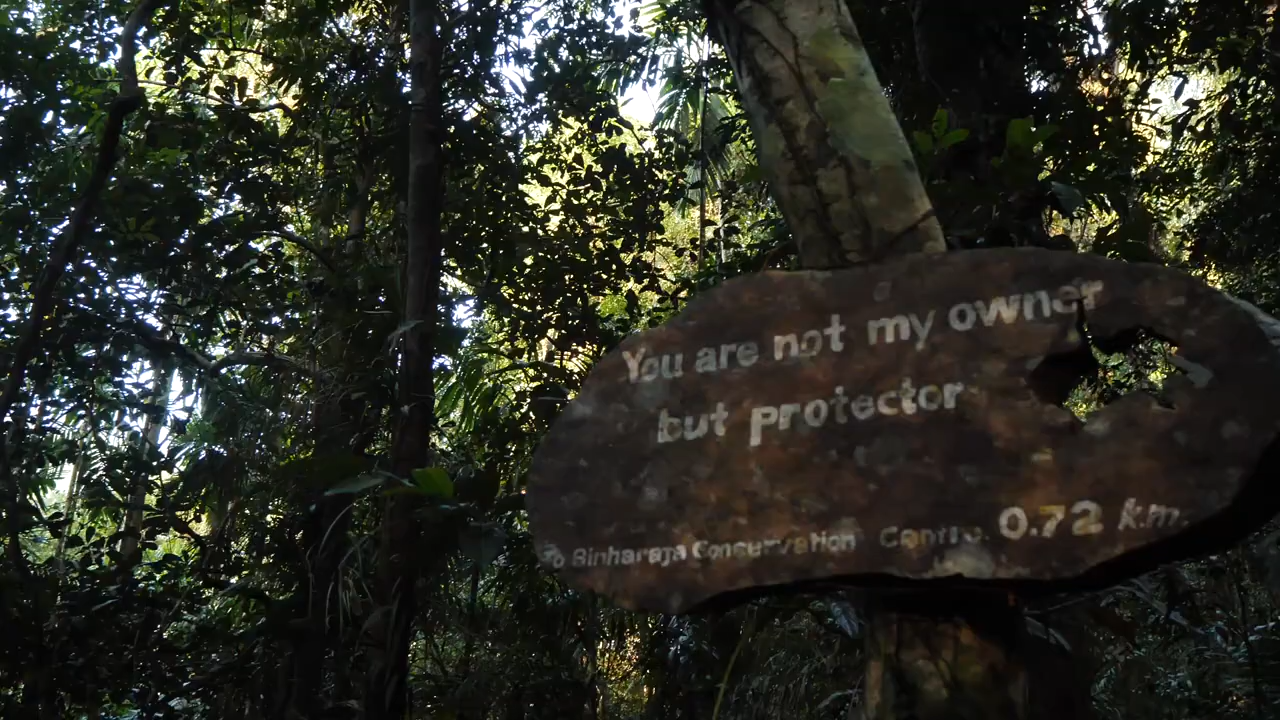 You are not my owner
but protector
To Sinharaja Conservation Centre 0.72 km.